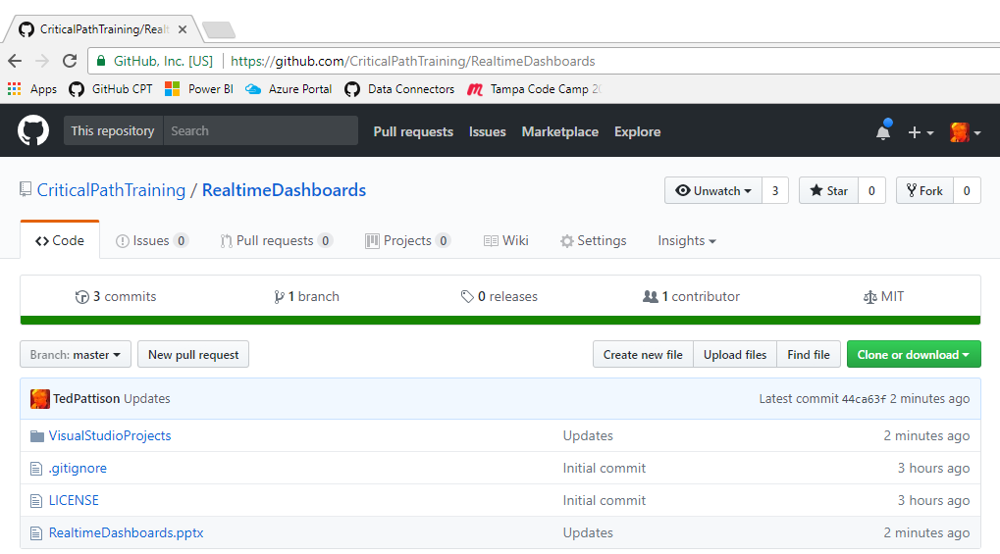 CriticalPathTraining/Realt
GitHub, Inc. [US] https://github.com/CriticalPathTraining/RealtimeDashboards
Apps GitHub CPT Power BI Azure Portal Data Connectors Tampa Code Camp 20
This repository Search Pull requests Issues Marketplace Explore
CriticalPathTraining / RealtimeDashboards Unwatch 3 Star 0 Fork 0
Code Issues 0 Pull requests 0 Projects 0 Wiki Settings Insights
3 commits 1 branch 0 releases 1 contributor MIT
Branch: master New pull request Create new file Upload files Find file Clone or download
TedPattison Updates Latest commit 44ca63f 2 minutes ago
VisualStudioProjects Updates 2 minutes ago
.gitignore Initial commit 3 hours ago
LICENSE Initial commit 3 hours ago
RealtimeDashboards.pptx Updates 2 minutes ago